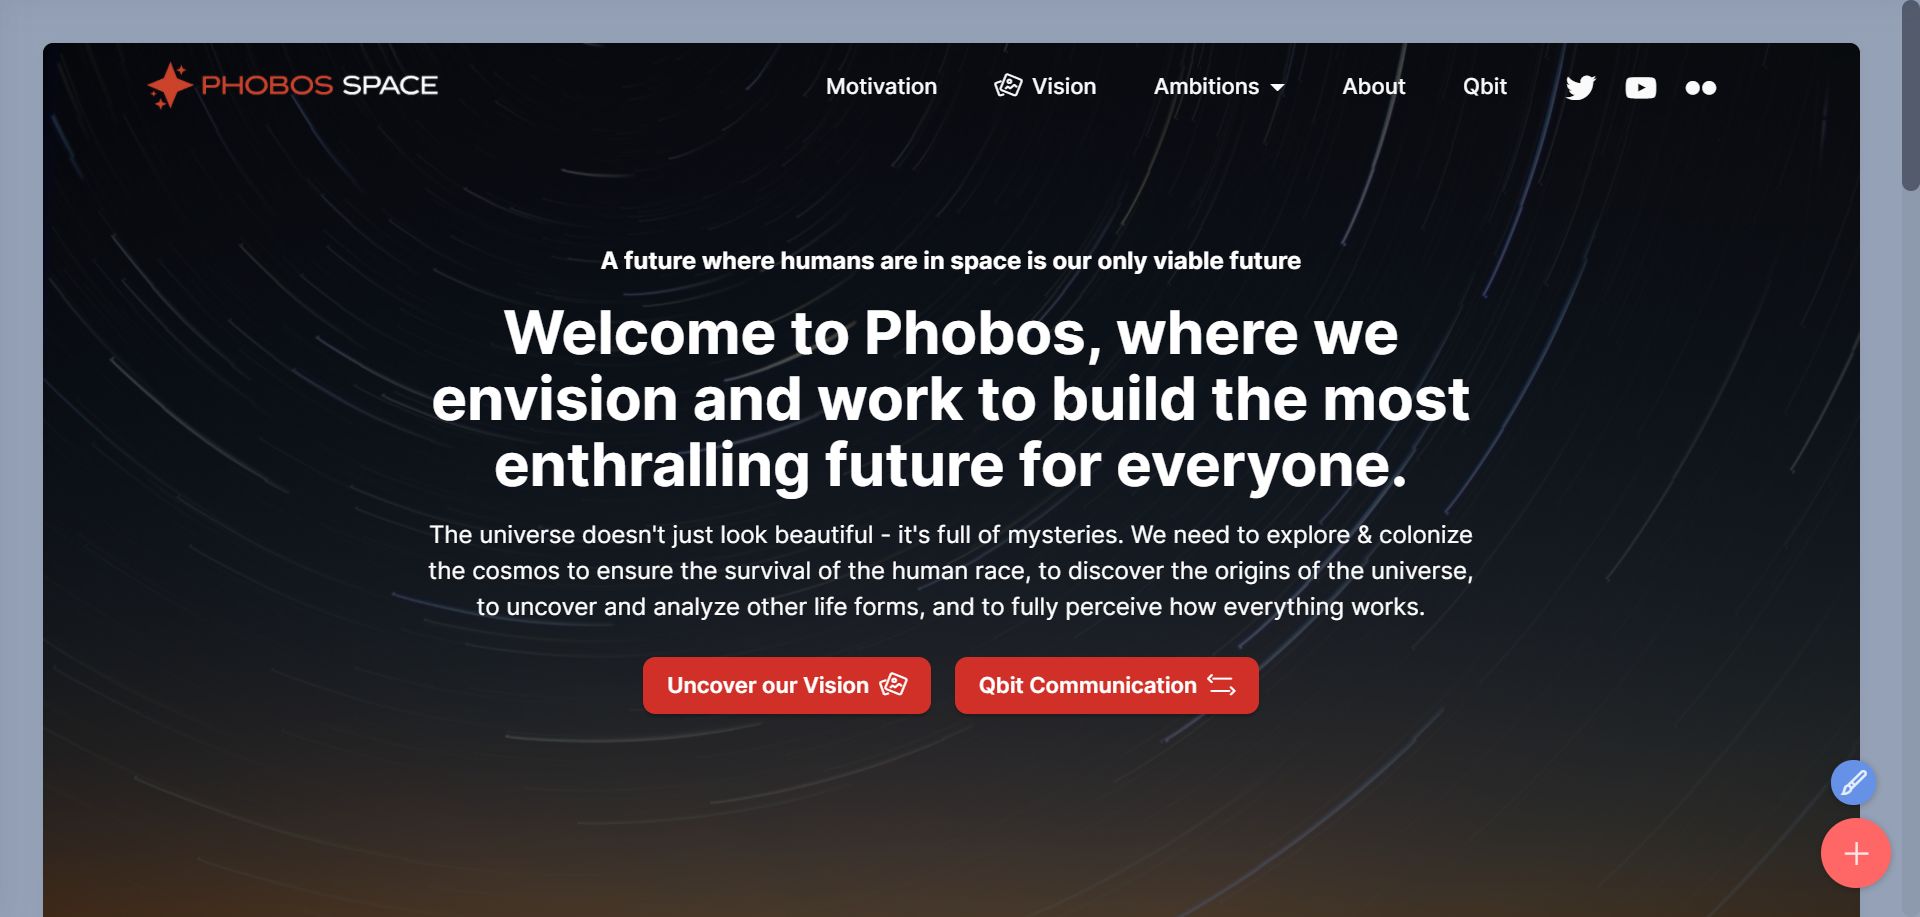 PHOBOS SPACE
Motivation
Vision
Ambitions
About
Qbit
A future where humans are in space is our only viable future
Welcome to Phobos, where we
envision and work to build the most
enthralling future for everyone.
The universe doesn't just look beautiful - it's full of mysteries. We need to explore & colonize
the cosmos to ensure the survival of the human race, to discover the origins of the universe,
to uncover and analyze other life forms, and to fully perceive how everything works.
Uncover our Vision
Qbit Communication